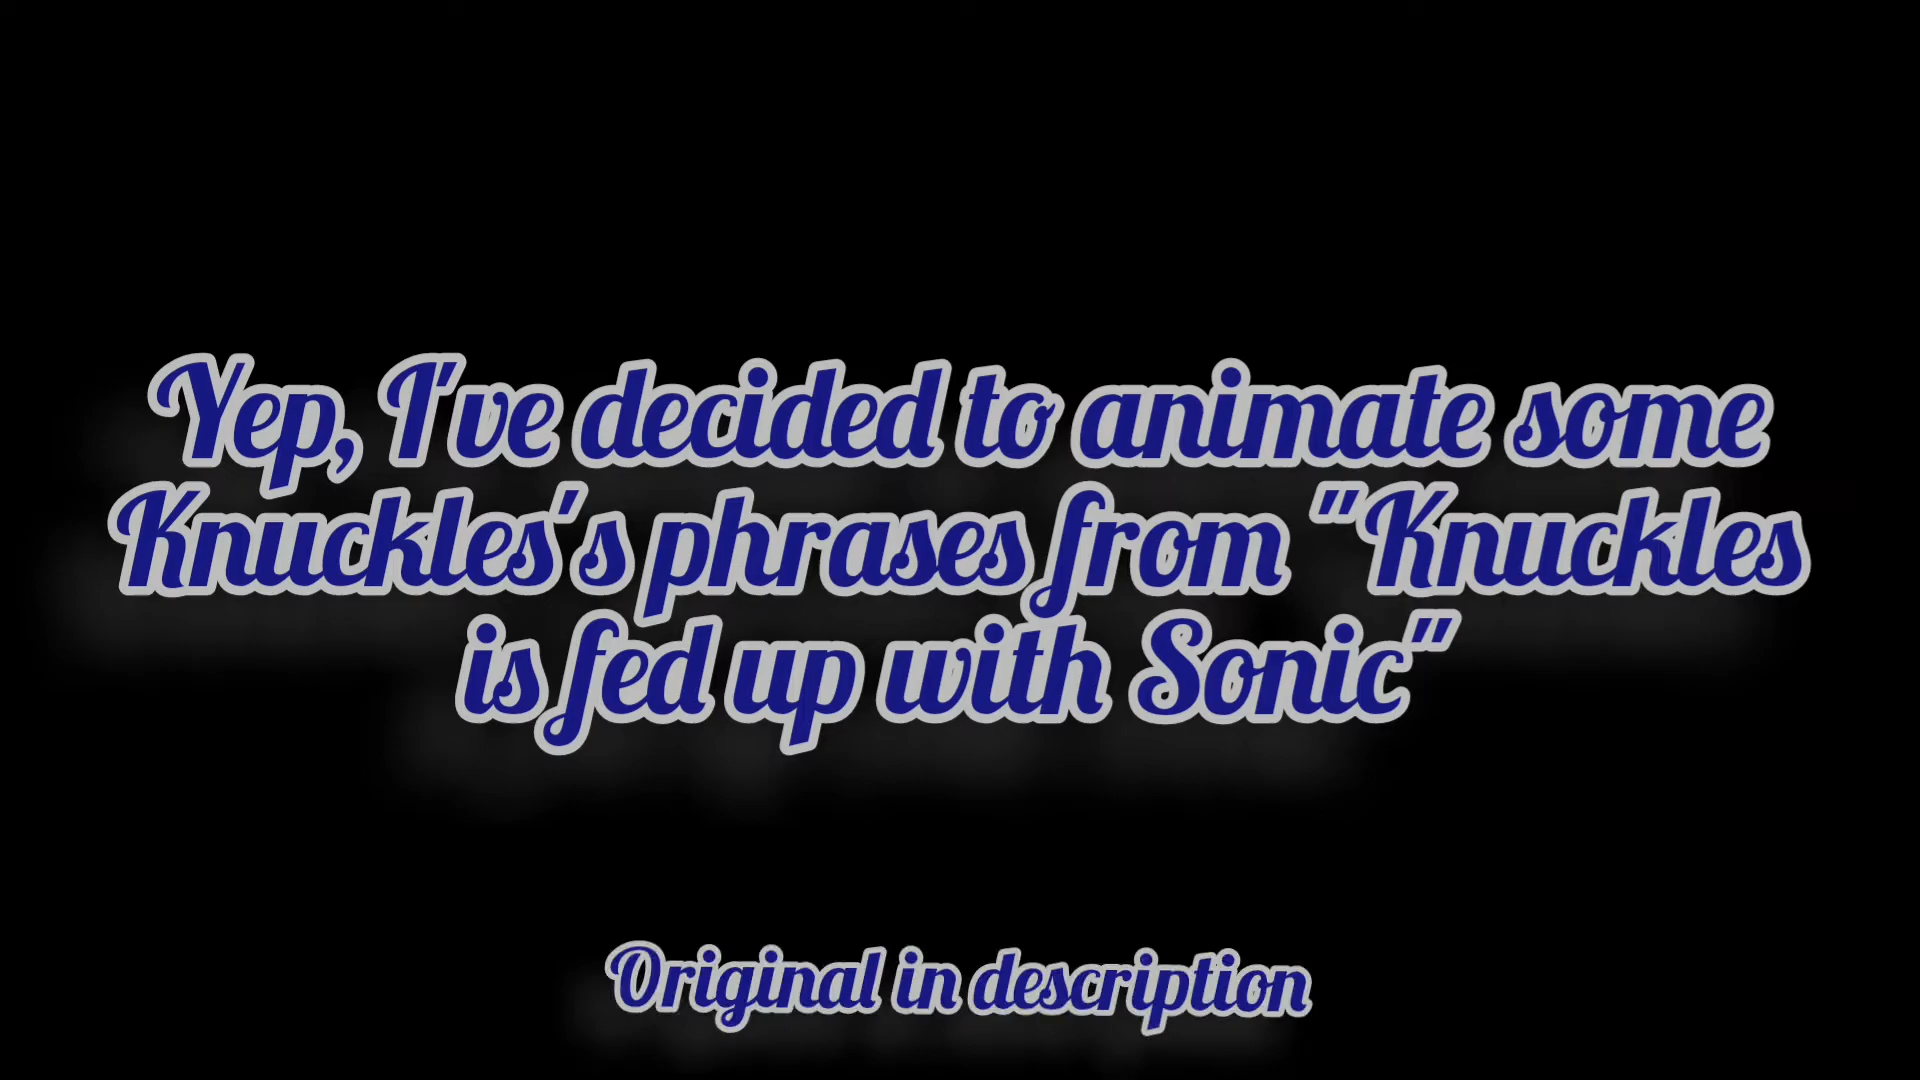 Yep, I've decided to animate some
Knuckles's phrases from "Knuckles
is fed up with Sonic"
Original in description